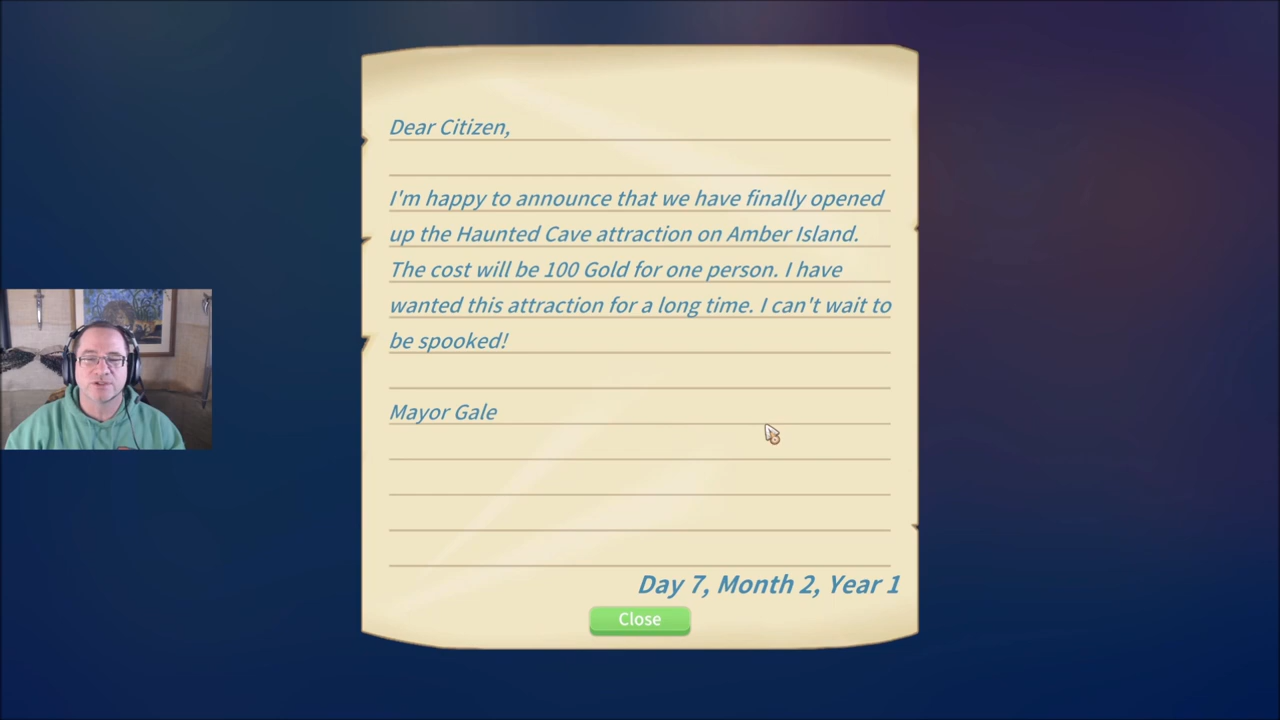 Dear Citizen,
I'm happy to announce that we have finally opened
up the Haunted Cave attraction on Amber Island.
The cost will be 100 Gold for one person. I have
wanted this attraction for a long time. I can't wait to
be spooked!
Mayor Gale
Day 7, Month 2, Year 1
Close